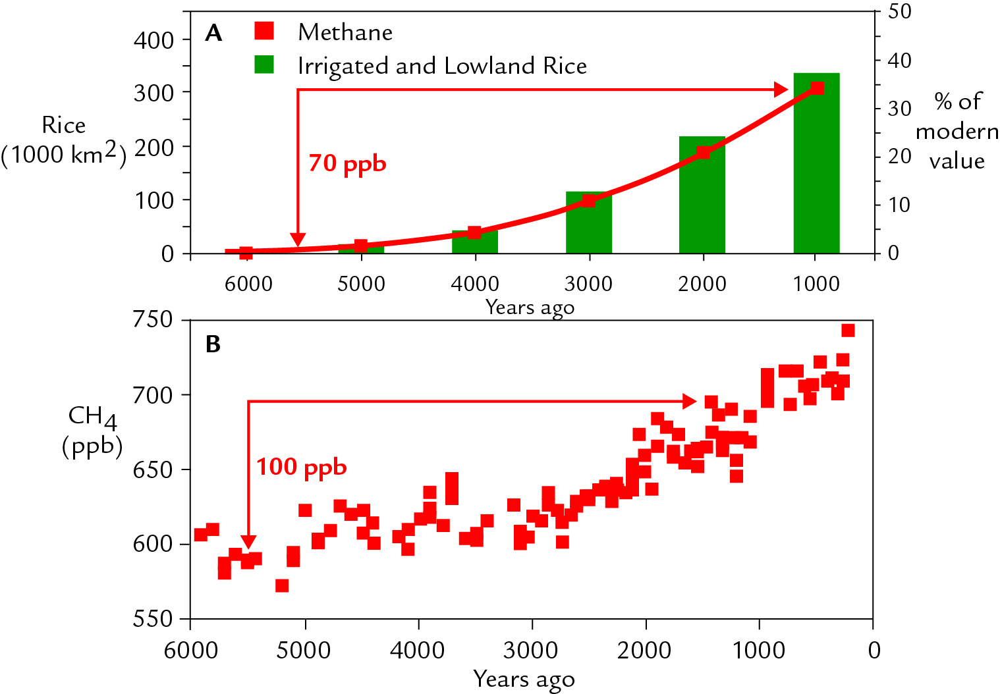 A
Methane
Irrigated and Lowland Rice
400
300
200
100
0
Rice
(1000 km2)
50
40
30
20
10
0
% of
modern
value
70 ppb
6000 5000 4000 3000 2000 1000
Years ago
B
750
700
650
600
550
CH4
(ppb)
100 ppb
6000 5000 4000 3000 2000 1000 0
Years ago